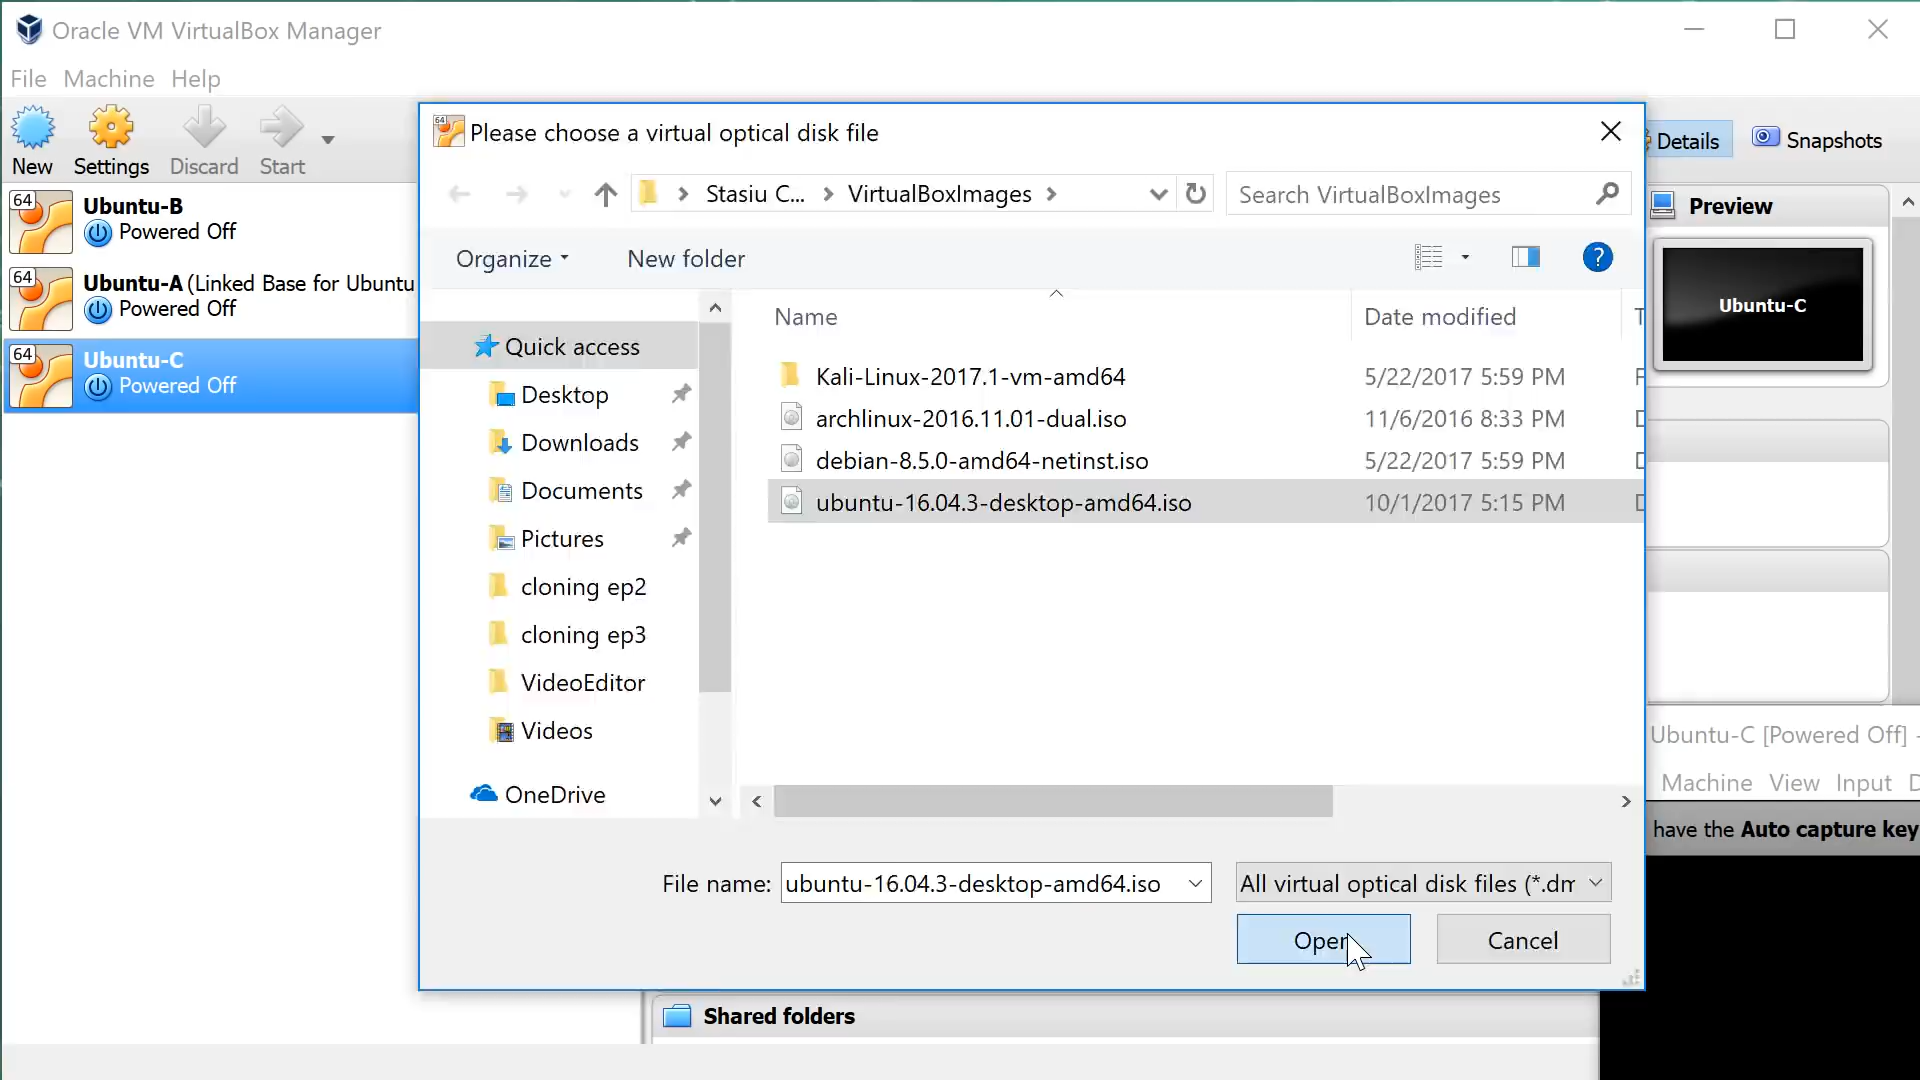 Oracle VM VirtualBox Manager
File Machine Help
New Settings Discard Start
Details Snapshots
64 Ubuntu-B
Powered Off
64 Ubuntu-A (Linked Base for Ubuntu
Powered Off
64 Ubuntu-C
Powered Off
64 Please choose a virtual optical disk file
Stasiu C... VirtualBoxImages
Search VirtualBoxImages
Organize New folder
?
Quick access
Desktop
Downloads
Documents
Pictures
cloning ep2
cloning ep3
VideoEditor
Videos
OneDrive
Name Date modified T
Kali-Linux-2017.1-vm-amd64 5/22/2017 5:59 PM F
archlinux-2016.11.01-dual.iso 11/6/2016 8:33 PM D
debian-8.5.0-amd64-netinst.iso 5/22/2017 5:59 PM D
ubuntu-16.04.3-desktop-amd64.iso 10/1/2017 5:15 PM D
File name: ubuntu-16.04.3-desktop-amd64.iso All virtual optical disk files (*.dm
Open Cancel
Preview
Ubuntu-C
Ubuntu-C [Powered Off] -
Machine View Input D
have the Auto capture key
Shared folders